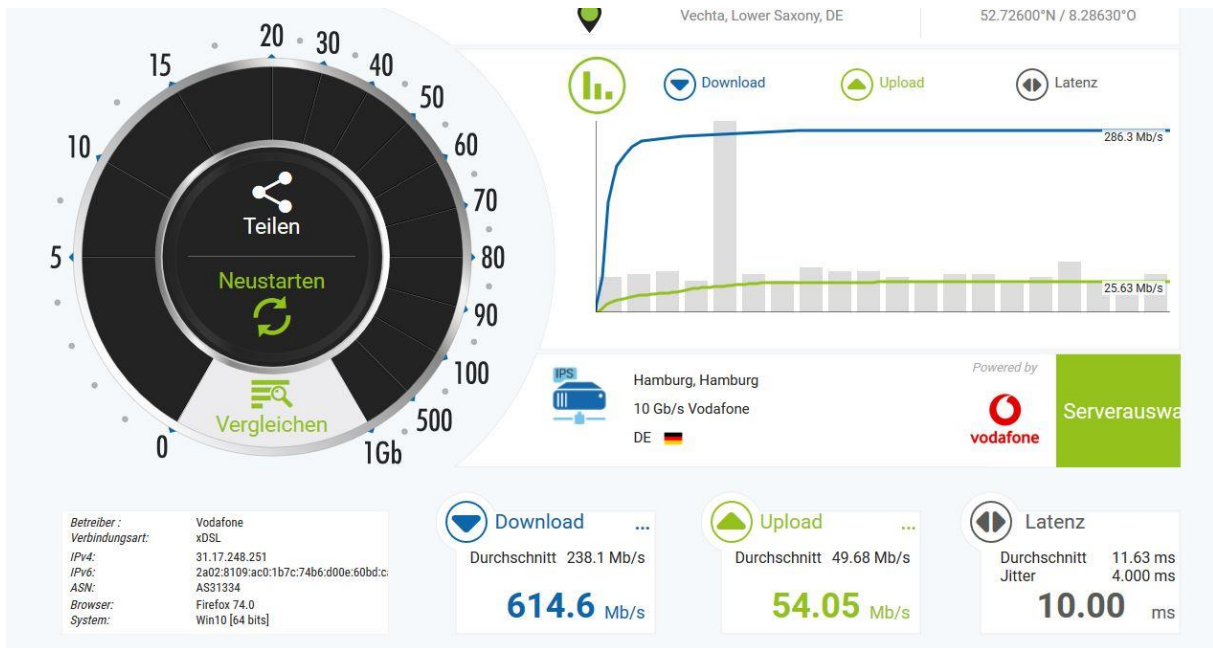 Vechta, Lower Saxony, DE
52.72600°N / 8.28630°O
0
5
10
15
20
30
40
50
60
70
80
90
100
500
1Gb
Teilen
Neustarten
Vergleichen
Download
Upload
Latenz
286.3 Mb/s
25.63 Mb/s
IPS
Hamburg, Hamburg
10 Gb/s Vodafone
DE
Powered by
vodafone
Serverauswa
Betreiber : Vodafone
Verbindungsart: xDSL
IPv4: 31.17.248.251
IPv6: 2a02:8109:ac0:1b7c:74b6:d00e:60bd:c
ASN: AS31334
Browser: Firefox 74.0
System: Win10 [64 bits]
Download ...
Durchschnitt 238.1 Mb/s
614.6 Mb/s
Upload ...
Durchschnitt 49.68 Mb/s
54.05 Mb/s
Latenz
Durchschnitt 11.63 ms
Jitter 4.000 ms
10.00 ms